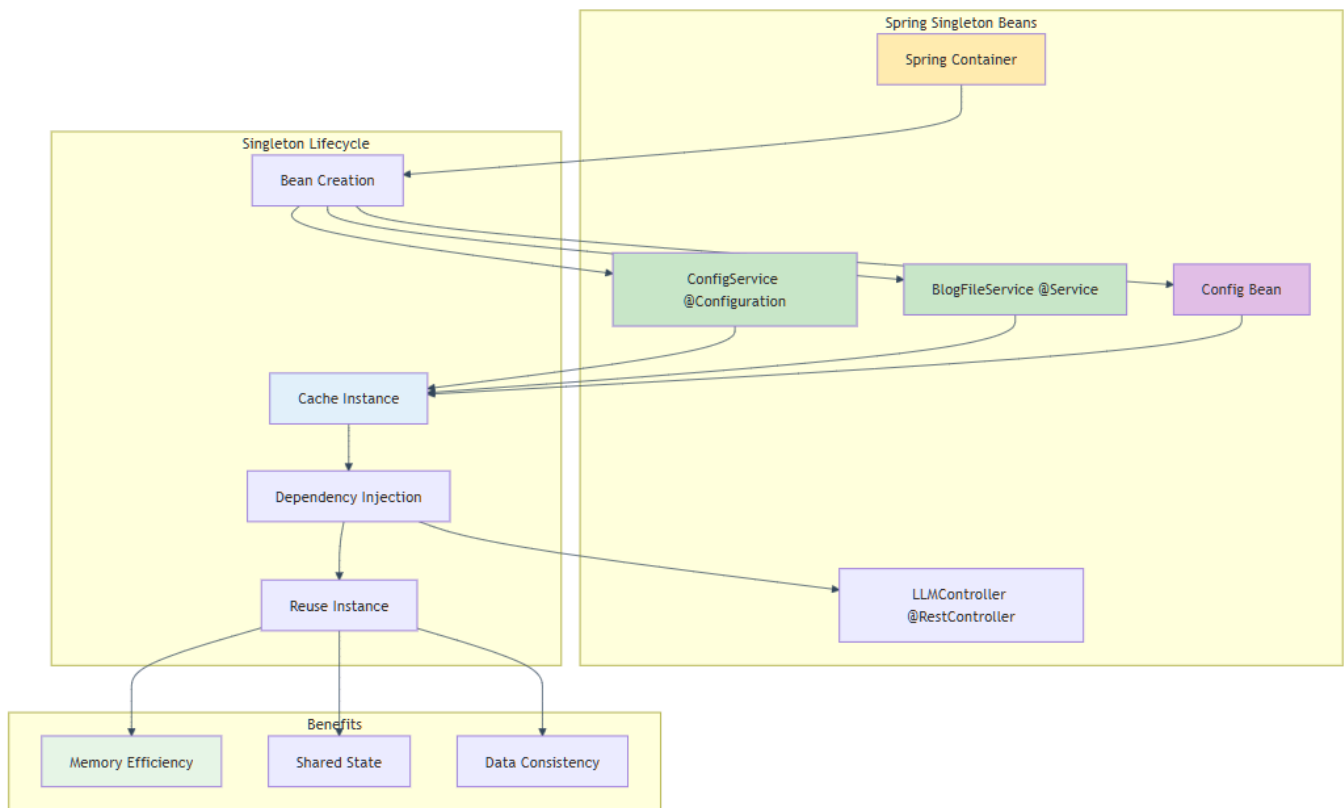 Spring Singleton Beans
Spring Container
Singleton Lifecycle
Bean Creation
ConfigService
@Configuration
BlogFileService @Service
Config Bean
Cache Instance
Dependency Injection
Reuse Instance
LLMController
@RestController
Benefits
Memory Efficiency
Shared State
Data Consistency